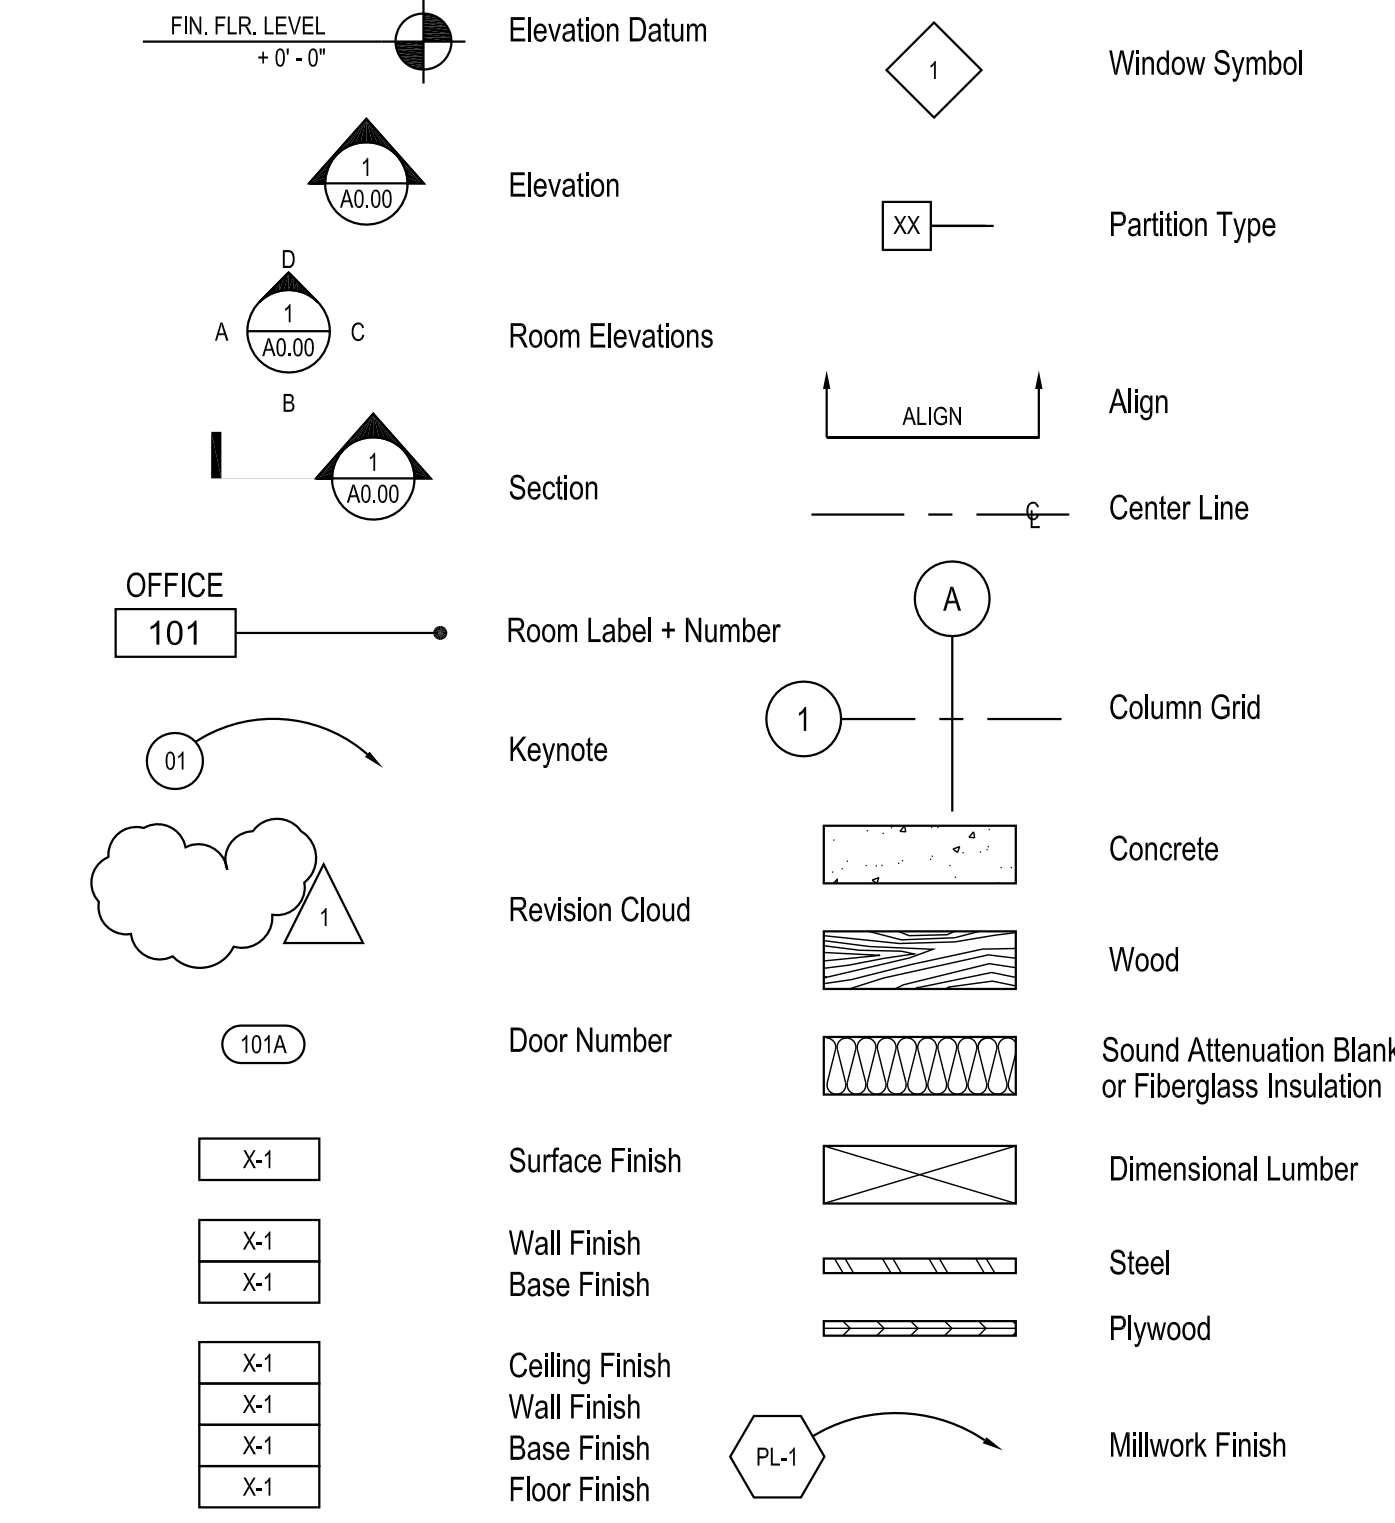 FIN. FLR. LEVEL
+ 0' - 0"
Elevation Datum
1
A0.00
Elevation
D
A
1
C
A0.00
B
Room Elevations
1
A0.00
Section
OFFICE
101
Room Label + Number
01
Keynote
1
Revision Cloud
101A
Door Number
X-1
Surface Finish
X-1
Wall Finish
X-1
Base Finish
X-1
Ceiling Finish
X-1
Wall Finish
X-1
Base Finish
X-1
Floor Finish
1
Window Symbol
XX
Partition Type
ALIGN
Align
CL
Center Line
A
1
Column Grid
Concrete
Wood
Sound Attenuation Blank
or Fiberglass Insulation
Dimensional Lumber
Steel
Plywood
PL-1
Millwork Finish